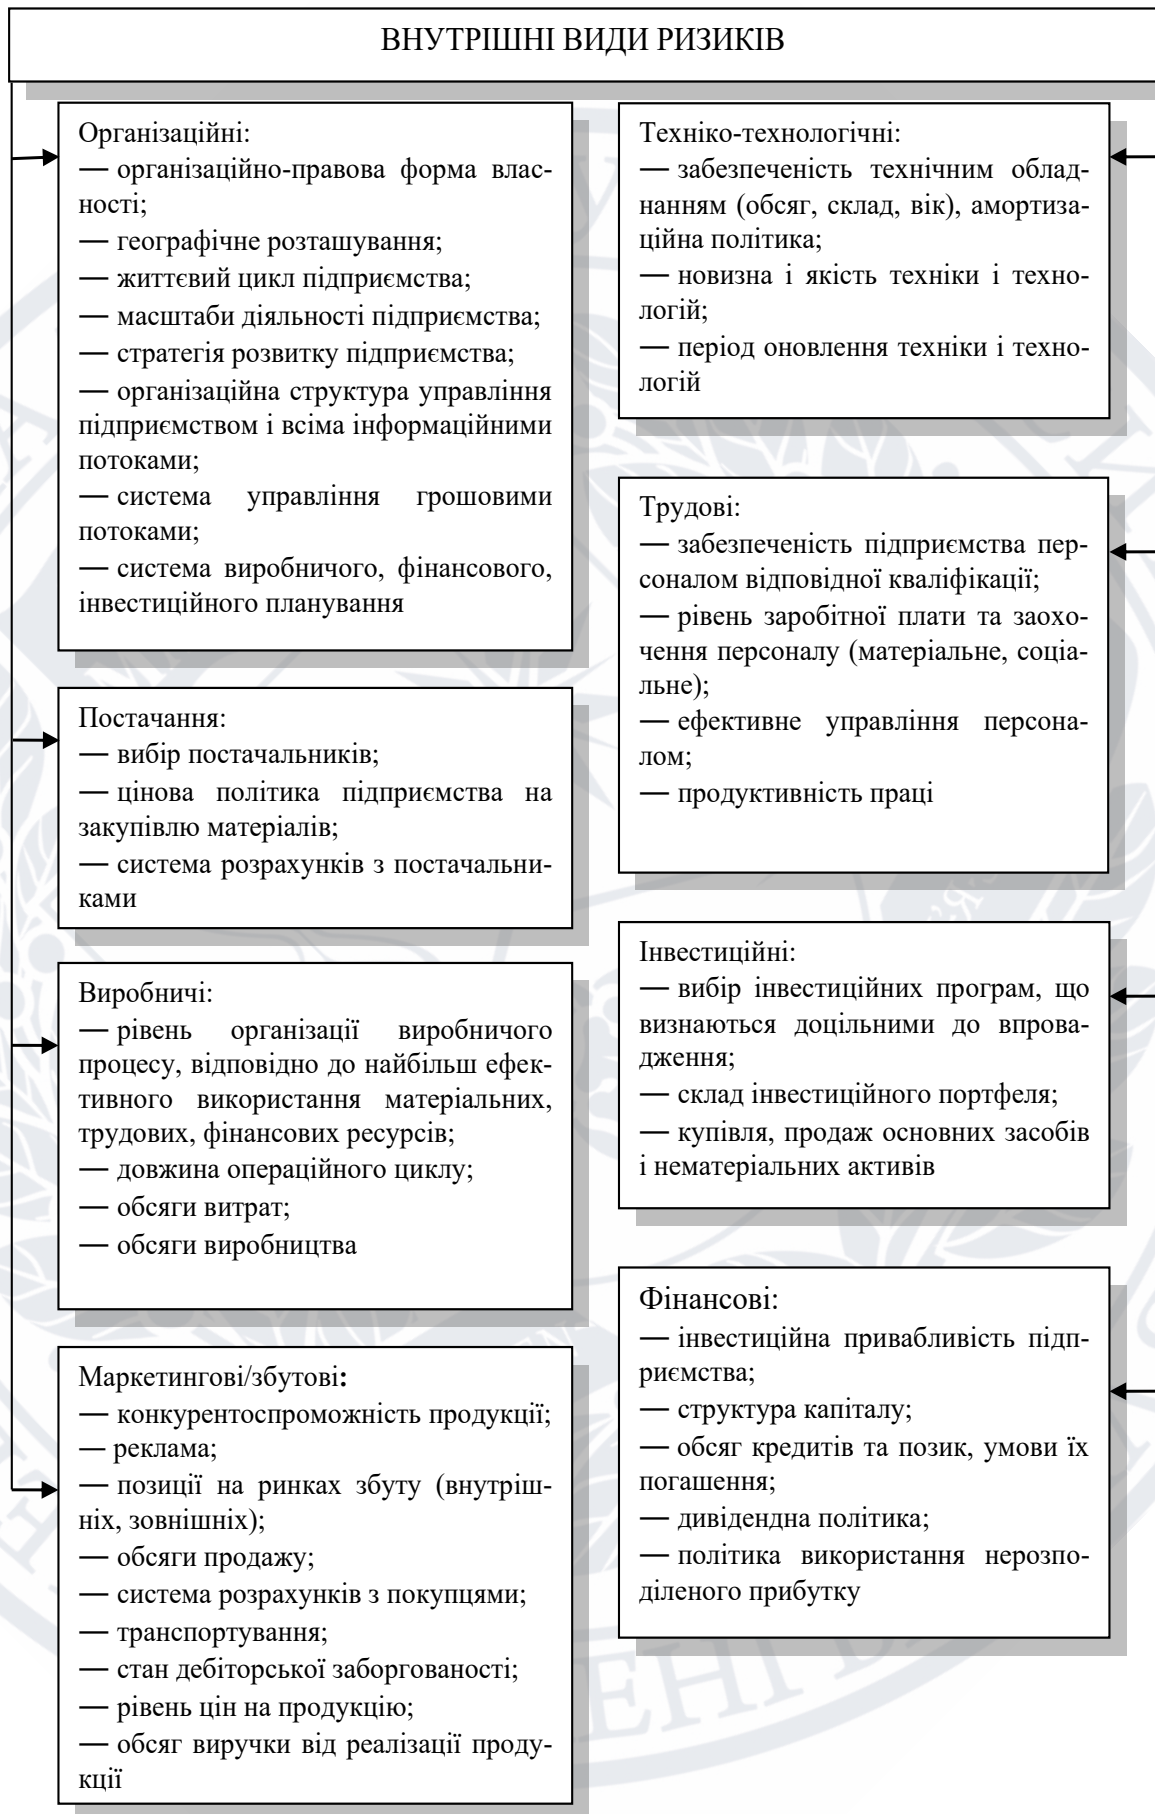 ВНУТРІШНІ ВИДИ РИЗИКІВ
Організаційні:
— організаційно-правова форма влас-
ності;
— географічне розташування;
— життєвий цикл підприємства;
— масштаби діяльності підприємства;
— стратегія розвитку підприємства;
— організаційна структура управління
підприємством і всіма інформаційними
потоками;
— система управління грошовими
потоками;
— система виробничого, фінансового,
інвестиційного планування
Постачання:
— вибір постачальників;
— цінова політика підприємства на
закупівлю матеріалів;
— система розрахунків з постачальни-
ками
Виробничі:
— рівень організації виробничого
процесу, відповідно до найбільш ефек-
тивного використання матеріальних,
трудових, фінансових ресурсів;
— довжина операційного циклу;
— обсяги витрат;
— обсяги виробництва
Маркетингові/збутові:
— конкурентоспроможність продукції;
— реклама;
— позиції на ринках збуту (внутріш-
ніх, зовнішніх);
— обсяги продажу;
— система розрахунків з покупцями;
— транспортування;
— стан дебіторської заборгованості;
— рівень цін на продукцію;
— обсяг виручки від реалізації проду-
кції
Техніко-технологічні:
— забезпеченість технічним облад-
нанням (обсяг, склад, вік), амортиза-
ційна політика;
— новизна і якість техніки і техно-
логій;
— період оновлення техніки і техно-
логій
Трудові:
— забезпеченість підприємства пер-
соналом відповідної кваліфікації;
— рівень заробітної плати та заохо-
чення персоналу (матеріальне, соціа-
льне);
— ефективне управління персона-
лом;
— продуктивність праці
Інвестиційні:
— вибір інвестиційних програм, що
визнаються доцільними до впрова-
дження;
— склад інвестиційного портфеля;
— купівля, продаж основних засобів
і нематеріальних активів
Фінансові:
— інвестиційна привабливість підп-
риємства;
— структура капіталу;
— обсяг кредитів та позик, умови їх
погашення;
— дивідендна політика;
— політика використання нерозпо-
діленого прибутку